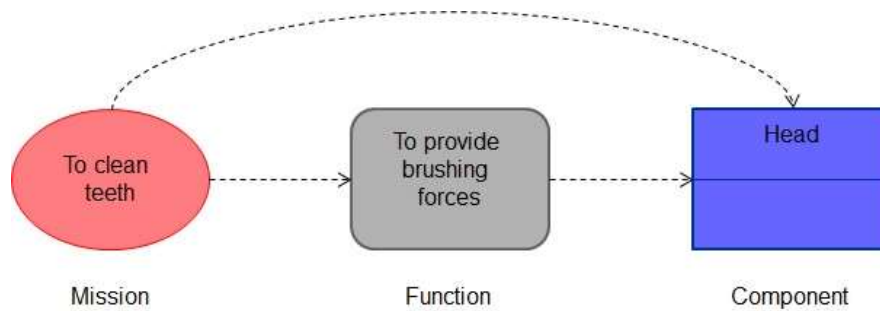 To clean
teeth
To provide
brushing
forces
Head
Mission
Function
Component